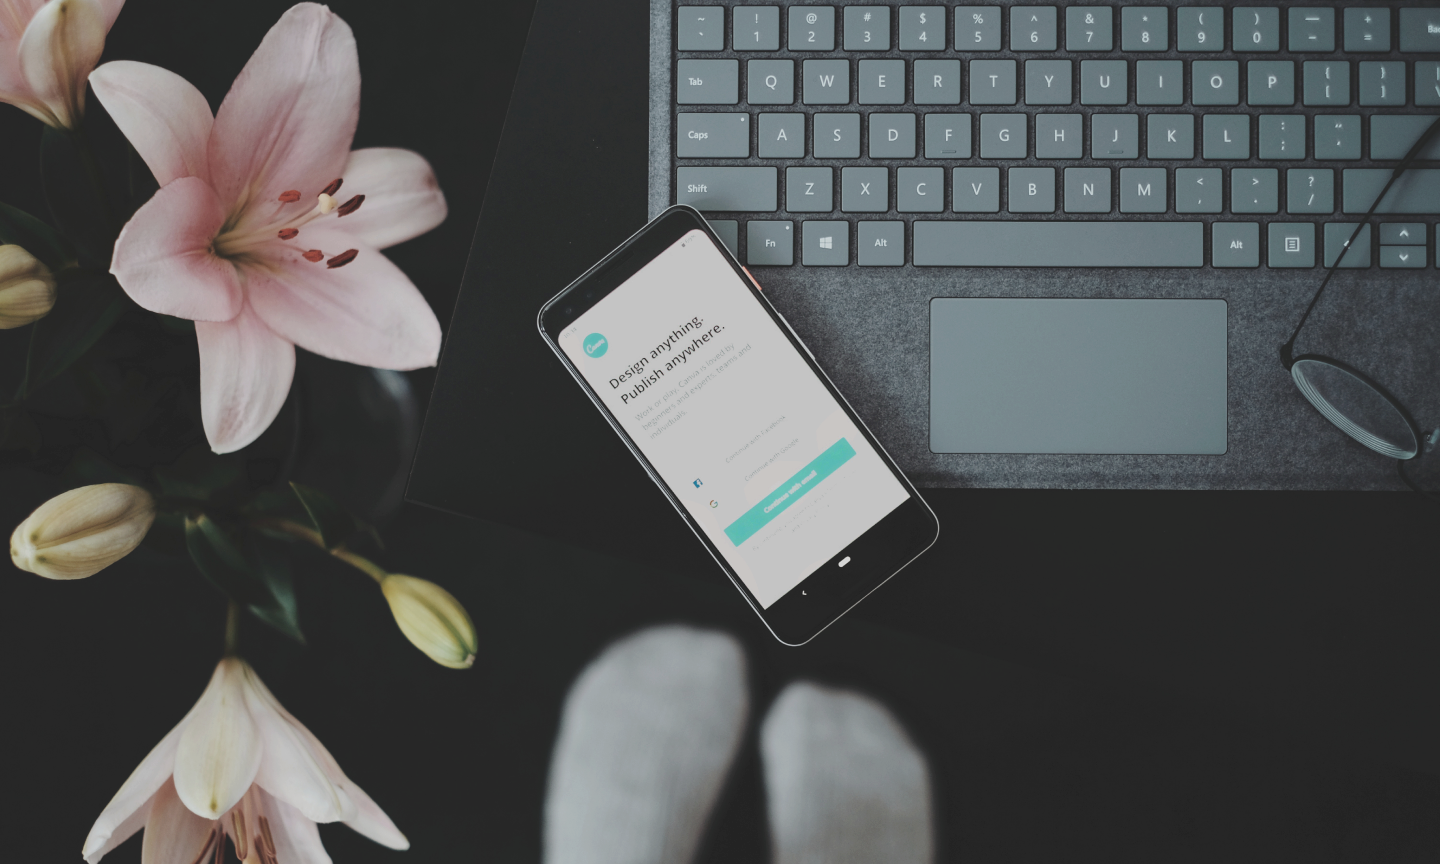 ~ ! @ # $ % ^ & * ( ) — + Bac
` 1 2 3 4 5 6 7 8 9 0 - =
Tab Q W E R T Y U I O P { } |
[ ] \
Caps A S D F G H J K L : "
; '
Shift Z X C V B N M < > ?
, . /
Fn Alt Alt
Canva
Design anything.
Publish anywhere.
Work or play, Canva is loved by
beginners, and experts, teams and
individuals.
Continue with Facebook
Continue with Google
Continue with email